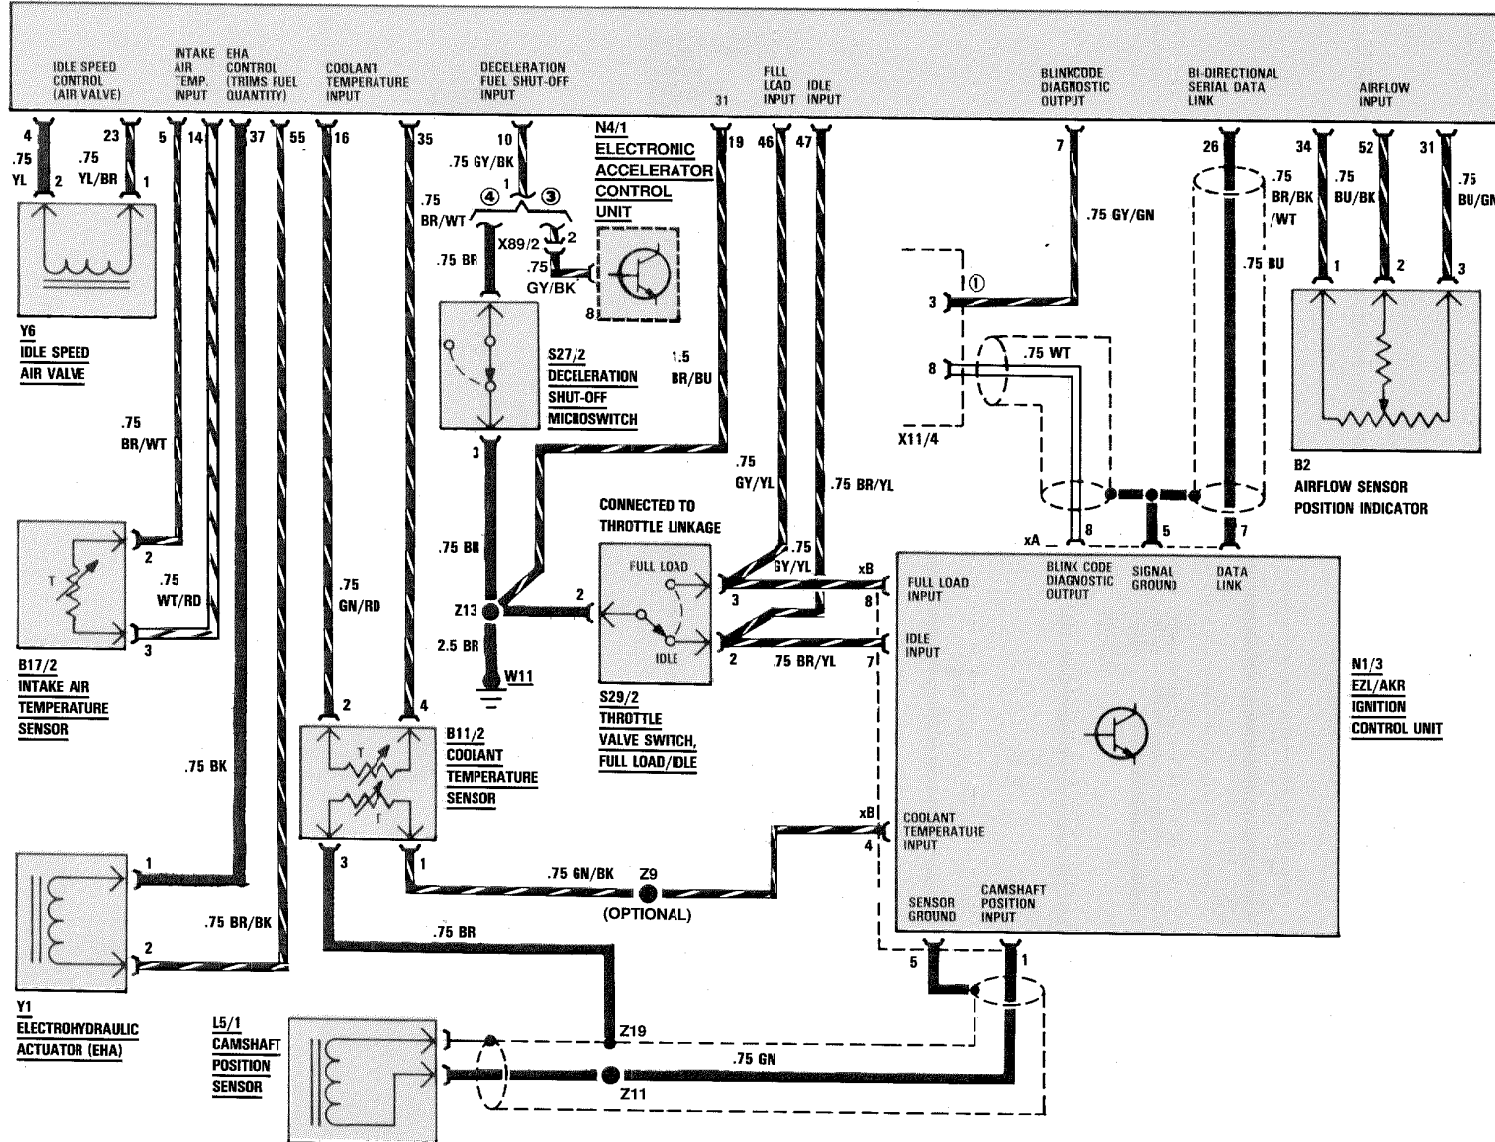 IDLE SPEED
CONTROL
(AIR VALVE)
INTAKE
AIR
TEMP.
INPUT
EHA
CONTROL
(TRIMS FUEL
QUANTITY)
COOLANT
TEMPERATURE
INPUT
DECELERATION
FUEL SHUT-OFF
INPUT
31
FULL
LOAD
INPUT
IDLE
INPUT
BLINKCODE
DIAGNOSTIC
OUTPUT
BI-DIRECTIONAL
SERIAL DATA
LINK
AIRFLOW
INPUT
4
23
5
14
37
55
16
35
10
19
46
47
7
26
34
52
31
.75
YL
2
.75
YL/BR
1
Y6
IDLE SPEED
AIR VALVE
.75
BR/WT
.75 GY/BK
1
4
3
X89/2
2
.75 BR
.75
GY/BK
N4/1
ELECTRONIC
ACCELERATOR
CONTROL
UNIT
8
S27/2
DECELERATION
SHUT-OFF
MICROSWITCH
3
1.5
BR/BU
.75 GY/GN
3
1
8
.75 WT
X11/4
.75 BU
.75
BR/BK
/WT
.75
BU/BK
.75
BU/GN
1
2
3
B2
AIRFLOW SENSOR
POSITION INDICATOR
.75
BR/WT
2
T
.75
WT/RD
3
B17/2
INTAKE AIR
TEMPERATURE
SENSOR
.75
GN/RD
.75 BR
Z13
2.5 BR
W11
CONNECTED TO
THROTTLE LINKAGE
.75
GY/YL
.75 BR/YL
.75
GY/YL
FULL LOAD
IDLE
2
3
2
.75 BR/YL
xB
8
7
S29/2
THROTTLE
VALVE SWITCH,
FULL LOAD/IDLE
xA
8
5
7
BLINK CODE
DIAGNOSTIC
OUTPUT
SIGNAL
GROUND
DATA
LINK
FULL LOAD
INPUT
IDLE
INPUT
N1/3
EZL/AKR
IGNITION
CONTROL UNIT
2
4
T
T
B11/2
COOLANT
TEMPERATURE
SENSOR
3
1
.75 BK
xB
4
COOLANT
TEMPERATURE
INPUT
1
2
.75 BR/BK
Y1
ELECTROHYDRAULIC
ACTUATOR (EHA)
.75 GN/BK
Z9
(OPTIONAL)
.75 BR
SENSOR
GROUND
CAMSHAFT
POSITION
INPUT
5
1
L5/1
CAMSHAFT
POSITION
SENSOR
Z19
.75 GN
Z11